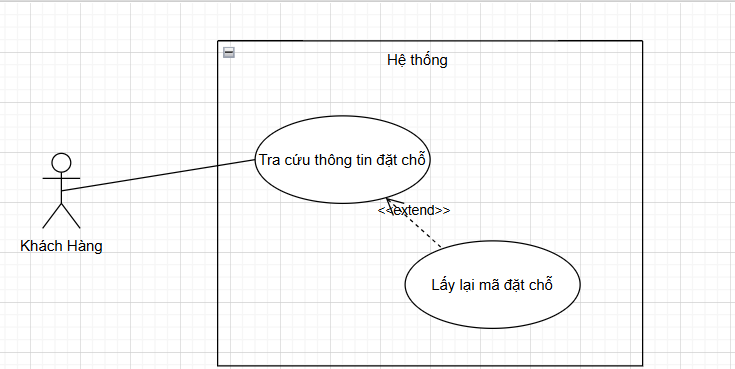 Hệ thống
Tra cứu thông tin đặt chỗ
<<extend>>
Khách Hàng
Lấy lại mã đặt chỗ